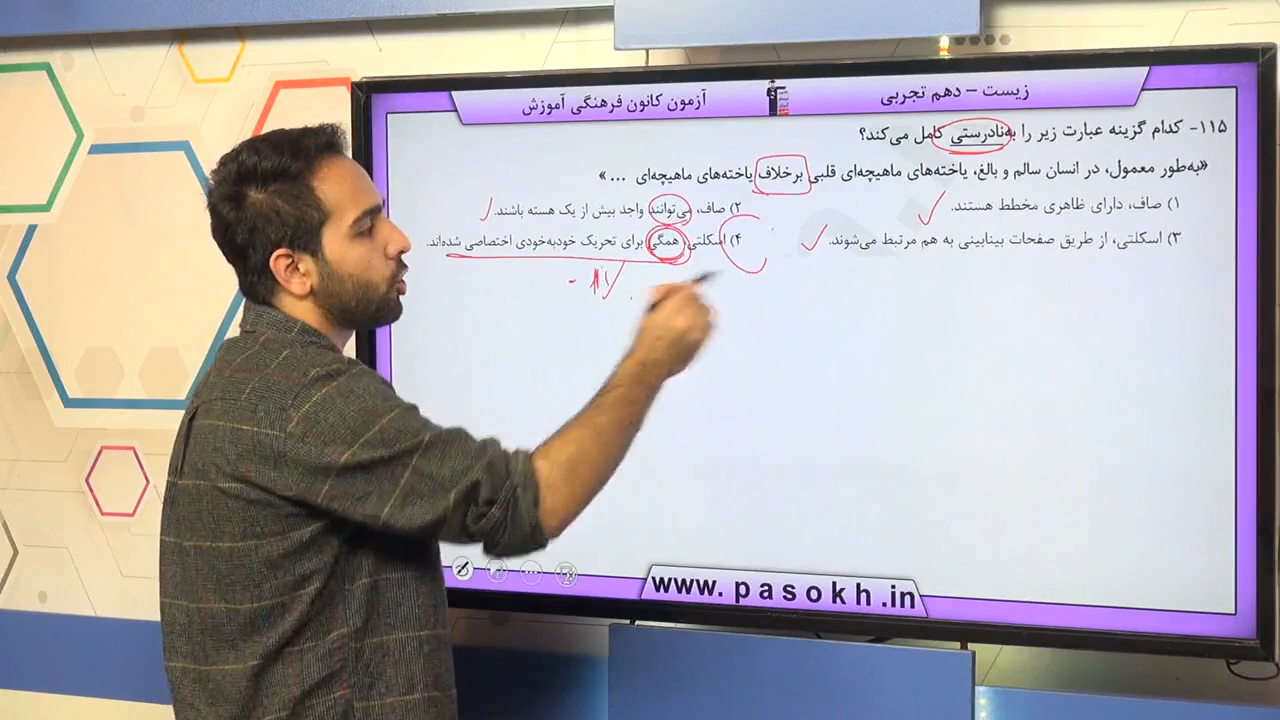 زیست – دهم تجربی
آزمون کانون فرهنگی آموزش
۱۱۵- کدام گزینه عبارت زیر را به‌نادرستی کامل می‌کند؟
«به‌طور معمول، در انسان سالم و بالغ، یاخته‌های ماهیچه‌ای قلبی برخلاف یاخته‌های ماهیچه‌ای ... »
۱) صاف، دارای ظاهری مخطط هستند.
۲) صاف، می‌توانند واجد بیش از یک هسته باشند.
۳) اسکلتی، از طریق صفحات بینابینی به هم مرتبط می‌شوند.
۴) اسکلتی همگی برای تحریک خودبه‌خودی اختصاصی شده‌اند.
www.pasokh.in